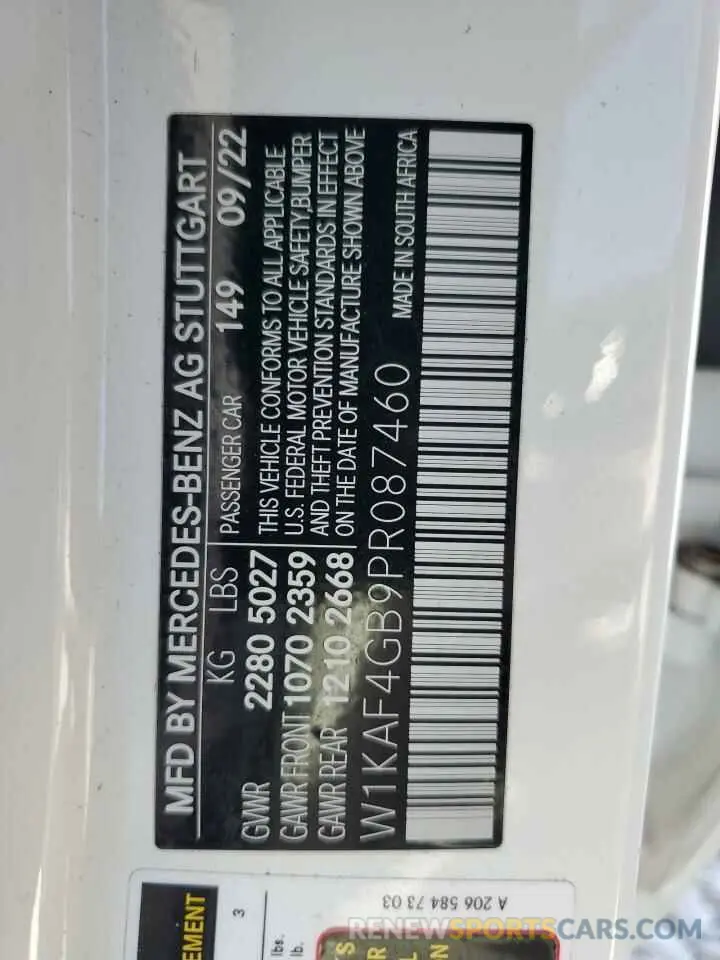 MFD BY MERCEDES-BENZ AG STUTTGART
KG LBS PASSENGER CAR 149 09/22
GVWR 2280 5027
GAWR FRONT 1070 2359
GAWR REAR 1210 2668
THIS VEHICLE CONFORMS TO ALL APPLICABLE
U.S. FEDERAL MOTOR VEHICLE SAFETY,BUMPER
AND THEFT PREVENTION STANDARDS IN EFFECT
ON THE DATE OF MANUFACTURE SHOWN ABOVE
W1KAF4GB9PR087460 MADE IN SOUTH AFRICA
A 206 584 73 03
3
lbs.
lb.
RENEWSPORTSCARS.COM